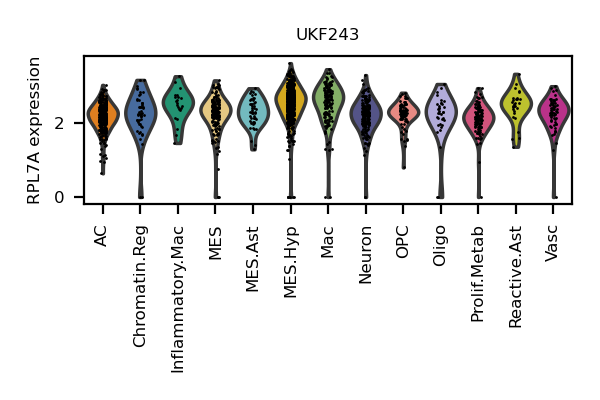 UKF243
RPL7A expression
2
0
AC
Chromatin.Reg
Inflammatory.Mac
MES
MES.Ast
MES.Hyp
Mac
Neuron
OPC
Oligo
Prolif.Metab
Reactive.Ast
Vasc